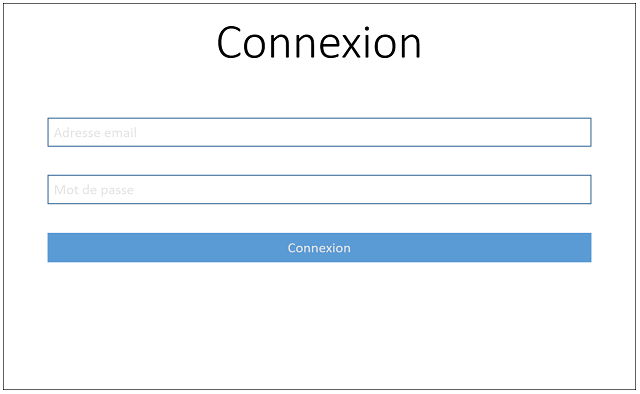 Connexion
Adresse email
Mot de passe
Connexion